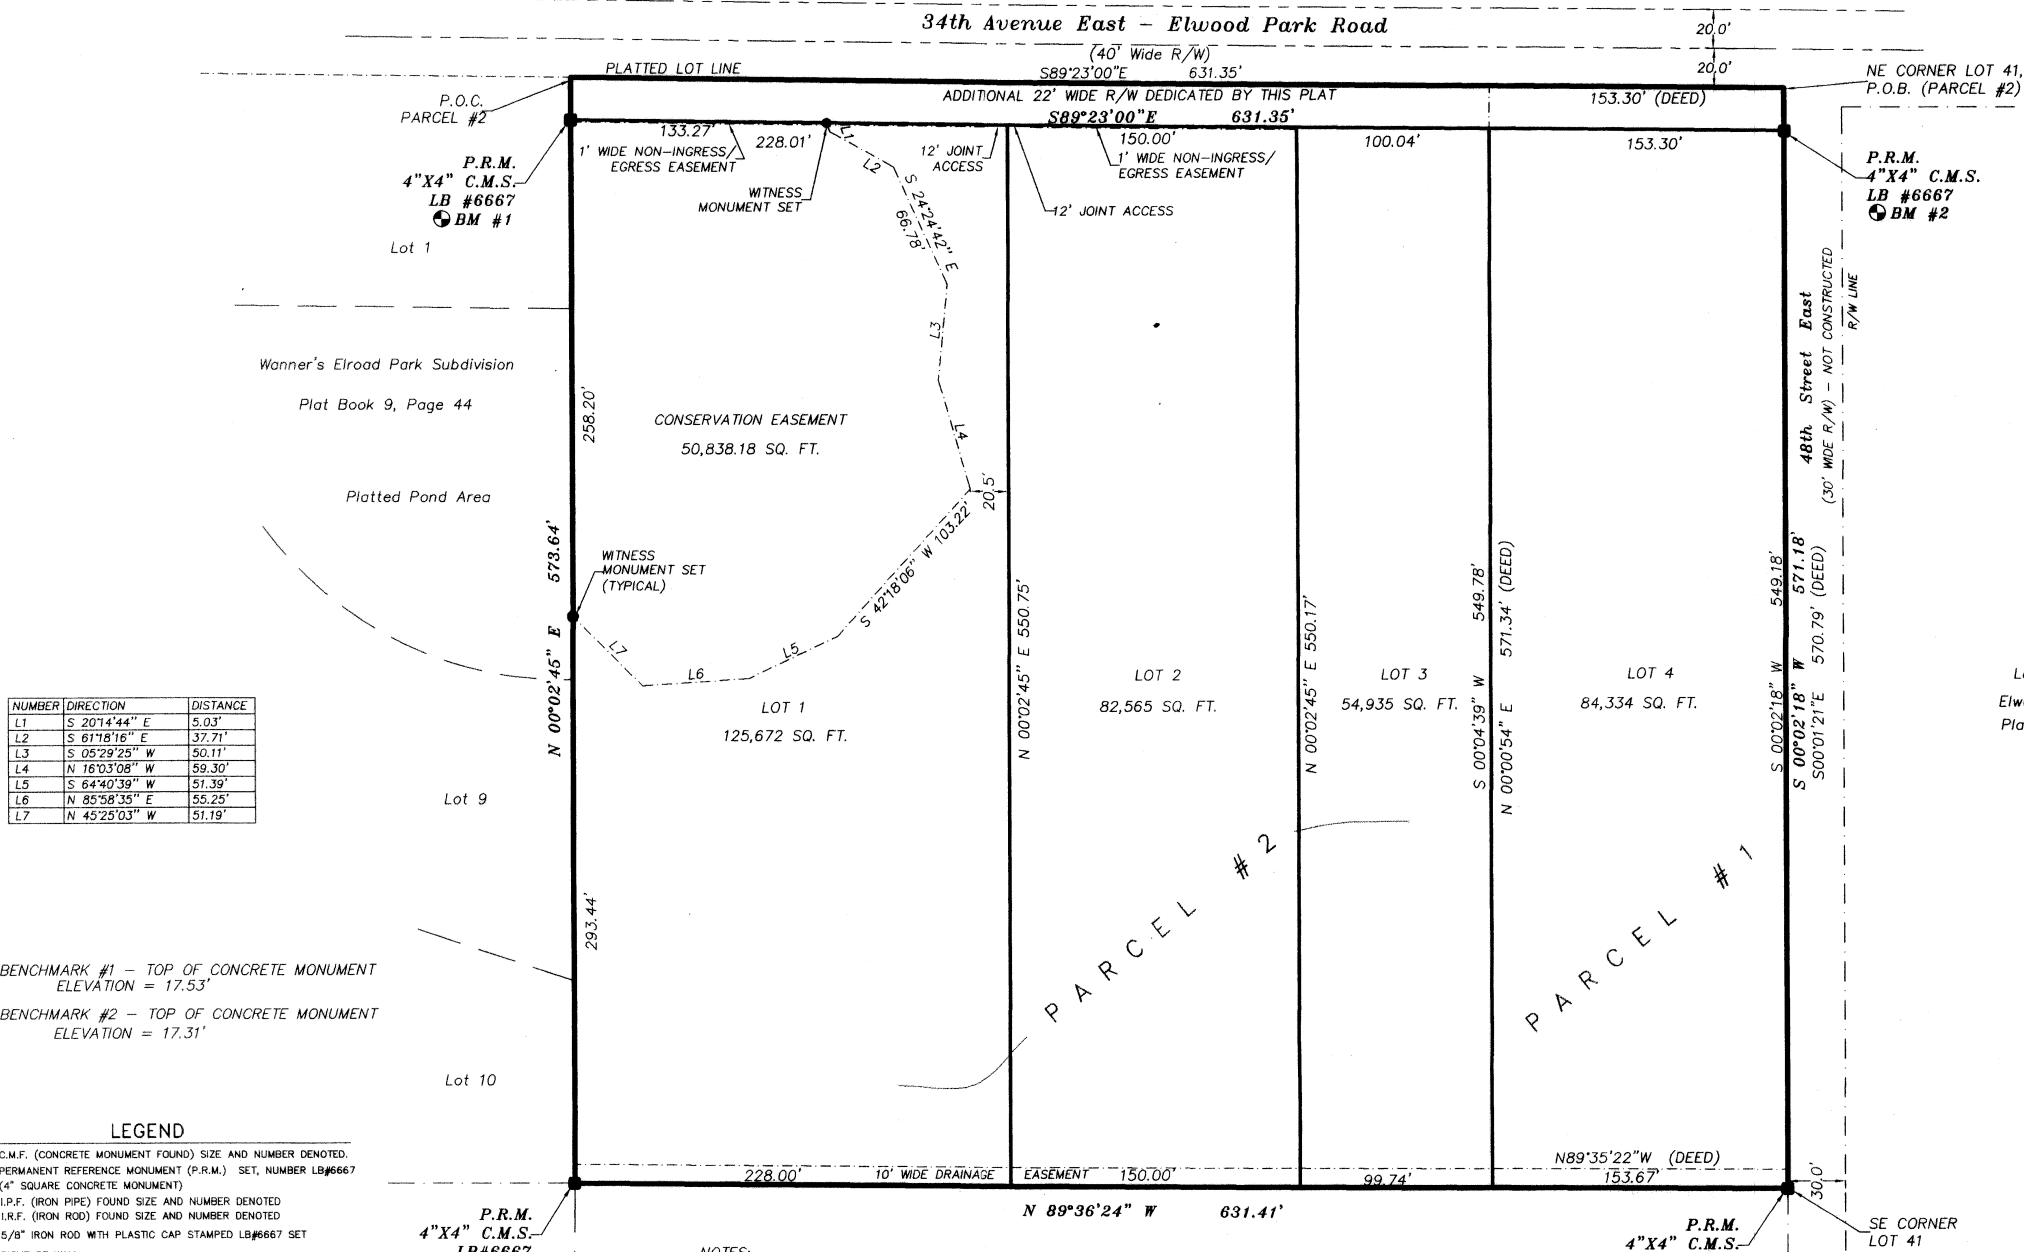 34th Avenue East – Elwood Park Road
20.0'
(40' Wide R/W)
PLATTED LOT LINE
S89°23'00"E 631.35'
20.0'
NE CORNER LOT 41,
P.O.B. (PARCEL #2)
P.O.C.
PARCEL #2
ADDITIONAL 22' WIDE R/W DEDICATED BY THIS PLAT
153.30' (DEED)
S89°23'00"E 631.35'
133.27'
228.01'
150.00'
100.04'
153.30'
1' WIDE NON-INGRESS/
EGRESS EASEMENT
L1
L2
12' JOINT
ACCESS
1' WIDE NON-INGRESS/
EGRESS EASEMENT
WITNESS
MONUMENT SET
12' JOINT ACCESS
P.R.M.
4"X4" C.M.S.
LB #6667
BM #1
P.R.M.
4"X4" C.M.S.
LB #6667
BM #2
S 24°24'42" E
66.78'
L3
L4
Lot 1
Wanner's Elroad Park Subdivision
Plat Book 9, Page 44
Platted Pond Area
258.20'
CONSERVATION EASEMENT
50,838.18 SQ. FT.
20.5'
S 42°18'06" W 103.22'
WITNESS
MONUMENT SET
(TYPICAL)
L5
L6
L7
N 00°02'45" E 573.64'
LOT 1
125,672 SQ. FT.
N 00°02'45" E 550.75'
LOT 2
82,565 SQ. FT.
N 00°02'45" E 550.17'
LOT 3
54,935 SQ. FT.
S 00°04'39" W 549.78'
N 00°00'54" E 571.34' (DEED)
LOT 4
84,334 SQ. FT.
S 00°02'18" W 549.18'
S 00°02'18" W 571.18'
S00°01'21"E 570.79' (DEED)
48th Street East
(30' WIDE R/W) – NOT CONSTRUCTED
R/W LINE
Elw
Pla
NUMBER DIRECTION DISTANCE
L1 S 20°14'44" E 5.03'
L2 S 61°18'16" E 37.71'
L3 S 05°29'25" W 50.11'
L4 N 16°03'08" W 59.30'
L5 S 64°40'39" W 51.39'
L6 N 85°58'35" E 55.25'
L7 N 45°25'03" W 51.19'
Lot 9
293.44'
PARCEL #2
PARCEL #1
BENCHMARK #1 – TOP OF CONCRETE MONUMENT
ELEVATION = 17.53'
BENCHMARK #2 – TOP OF CONCRETE MONUMENT
ELEVATION = 17.31'
Lot 10
LEGEND
C.M.F. (CONCRETE MONUMENT FOUND) SIZE AND NUMBER DENOTED.
PERMANENT REFERENCE MONUMENT (P.R.M.) SET, NUMBER LB#6667
(4" SQUARE CONCRETE MONUMENT)
I.P.F. (IRON PIPE) FOUND SIZE AND NUMBER DENOTED
I.R.F. (IRON ROD) FOUND SIZE AND NUMBER DENOTED
5/8" IRON ROD WITH PLASTIC CAP STAMPED LB#6667 SET
N89°35'22"W (DEED)
228.00'
10' WIDE DRAINAGE EASEMENT
150.00'
99.74'
153.67'
30.0'
N 89°36'24" W 631.41'
P.R.M.
4"X4" C.M.S.
LB#6667
P.R.M.
4"X4" C.M.S.
SE CORNER
LOT 41
NOTES: